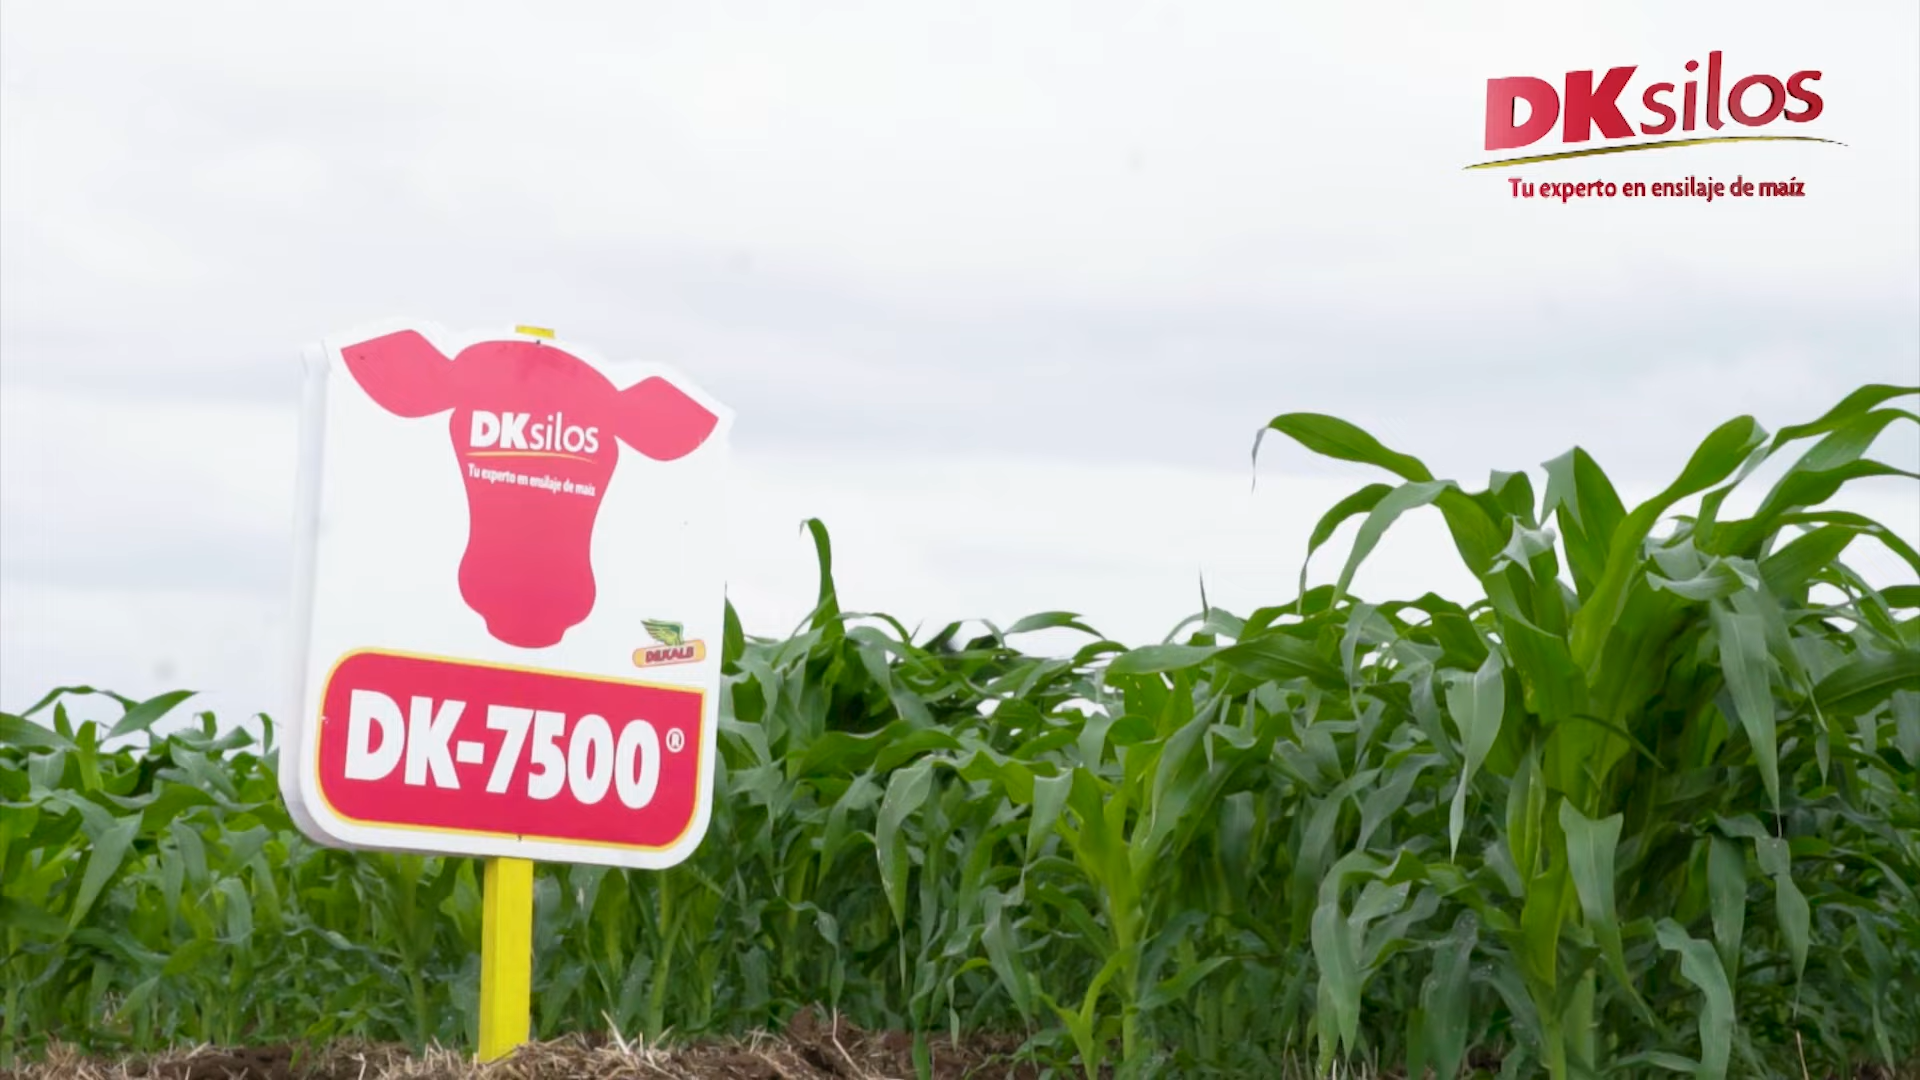 DKsilos
Tu experto en ensilaje de maíz
DKsilos
Tu experto en ensilaje de maíz
DEKALB
DK-7500®